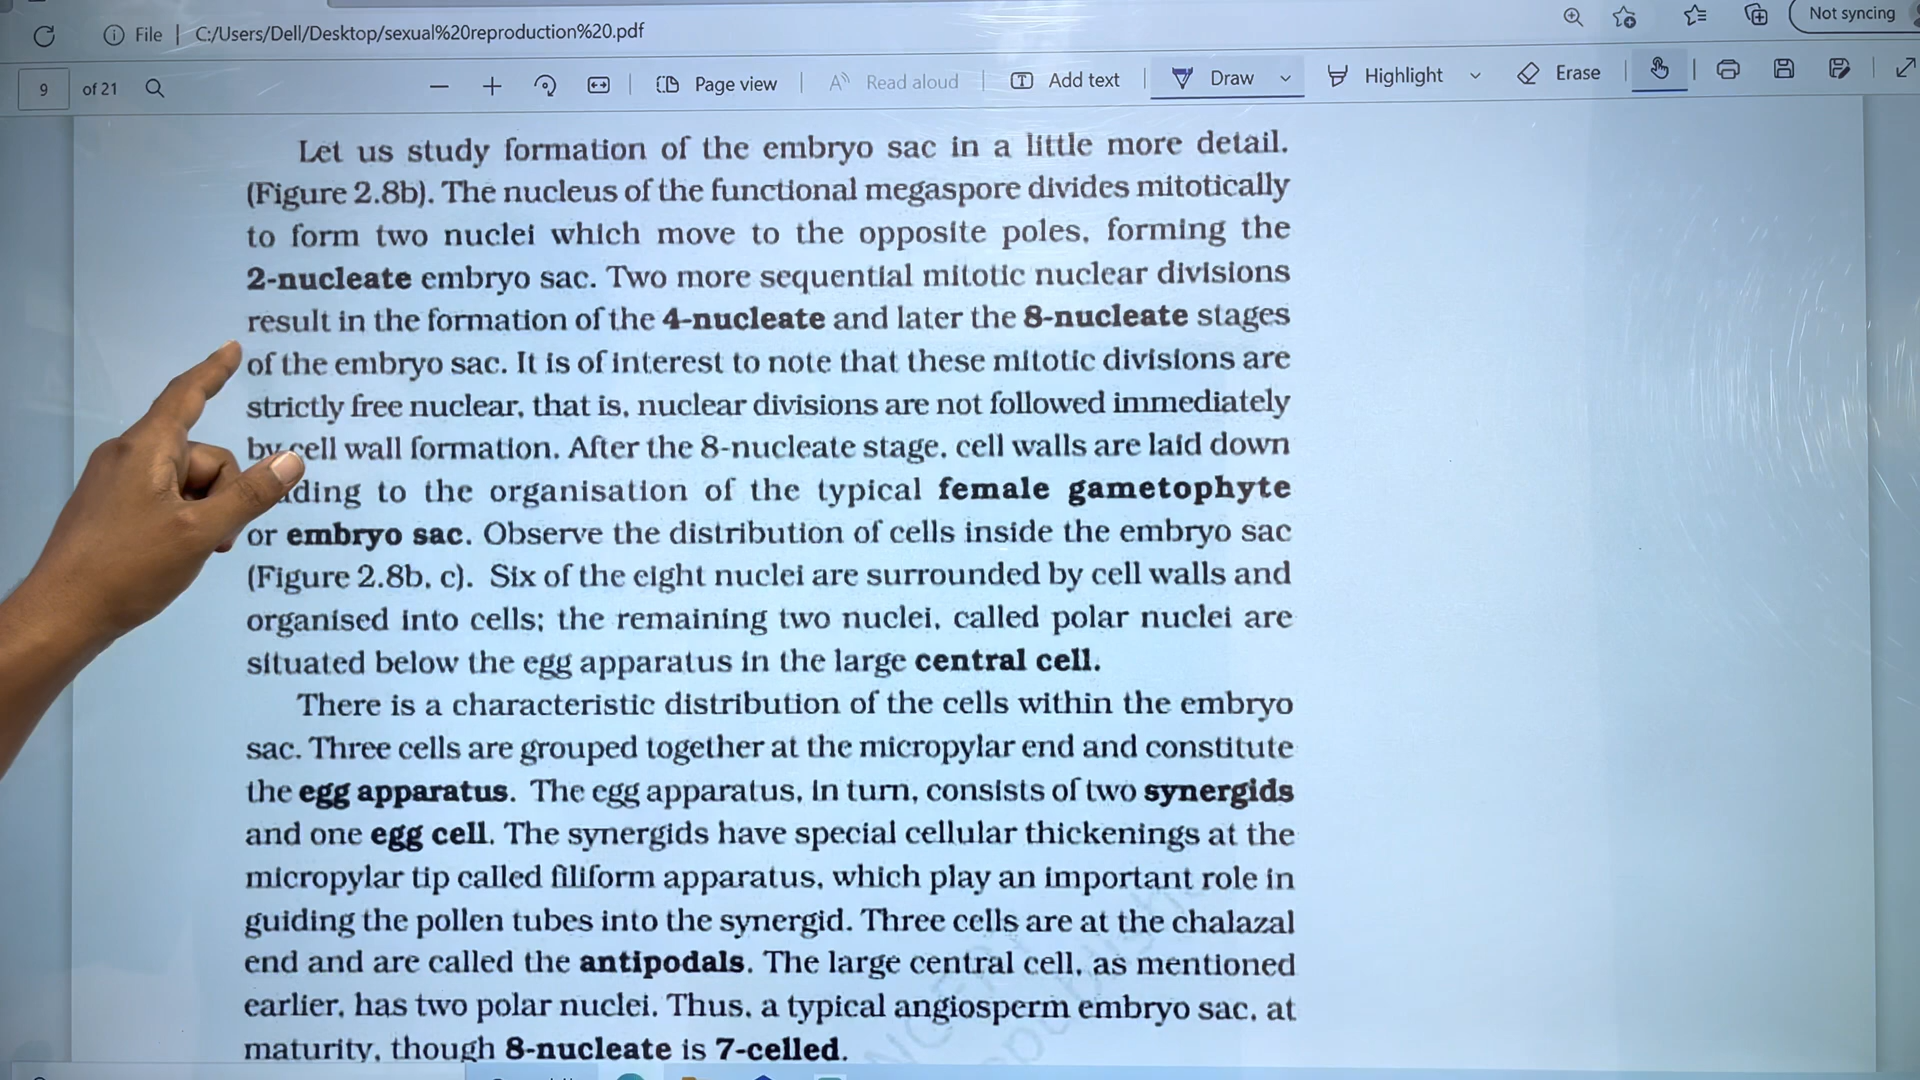 File | C:/Users/Dell/Desktop/sexual%20reproduction%20.pdf Not syncing
9 of 21 Page view Read aloud Add text Draw Highlight Erase
Let us study formation of the embryo sac in a little more detail.
(Figure 2.8b). The nucleus of the functional megaspore divides mitotically
to form two nuclei which move to the opposite poles, forming the
2-nucleate embryo sac. Two more sequential mitotic nuclear divisions
result in the formation of the 4-nucleate and later the 8-nucleate stages
of the embryo sac. It is of interest to note that these mitotic divisions are
strictly free nuclear, that is, nuclear divisions are not followed immediately
by cell wall formation. After the 8-nucleate stage, cell walls are laid down
ding to the organisation of the typical female gametophyte
or embryo sac. Observe the distribution of cells inside the embryo sac
(Figure 2.8b, c). Six of the eight nuclei are surrounded by cell walls and
organised into cells; the remaining two nuclei, called polar nuclei are
situated below the egg apparatus in the large central cell.
There is a characteristic distribution of the cells within the embryo
sac. Three cells are grouped together at the micropylar end and constitute
the egg apparatus. The egg apparatus, in turn, consists of two synergids
and one egg cell. The synergids have special cellular thickenings at the
micropylar tip called filiform apparatus, which play an important role in
guiding the pollen tubes into the synergid. Three cells are at the chalazal
end and are called the antipodals. The large central cell, as mentioned
earlier, has two polar nuclei. Thus, a typical angiosperm embryo sac, at
maturity, though 8-nucleate is 7-celled.